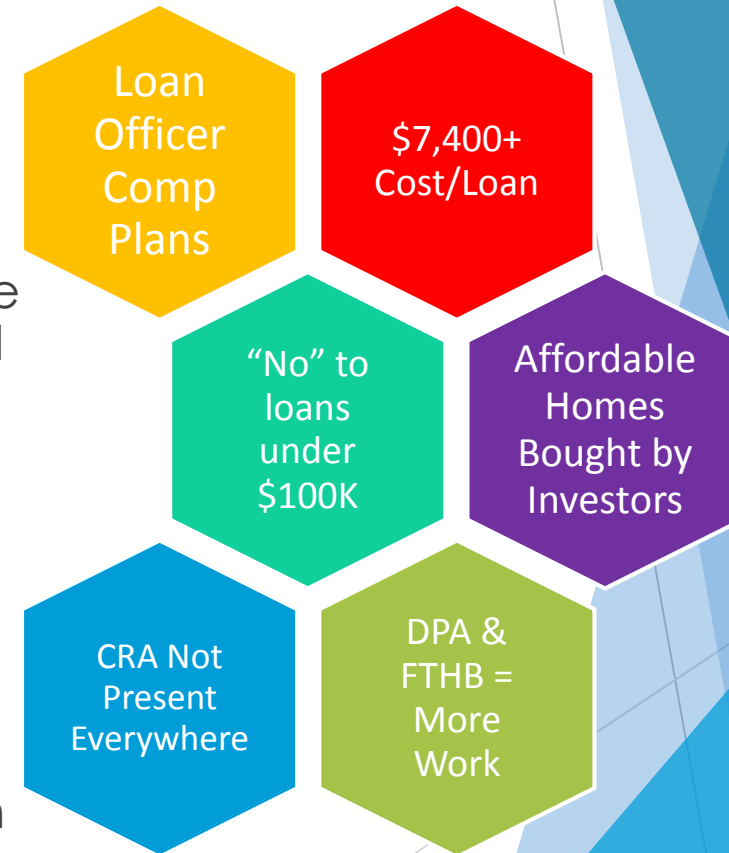 Loan
Officer
Comp
Plans
$7,400+
Cost/Loan
“No” to
loans
under
$100K
Affordable
Homes
Bought by
Investors
CRA Not
Present
Everywhere
DPA &
FTHB =
More
Work